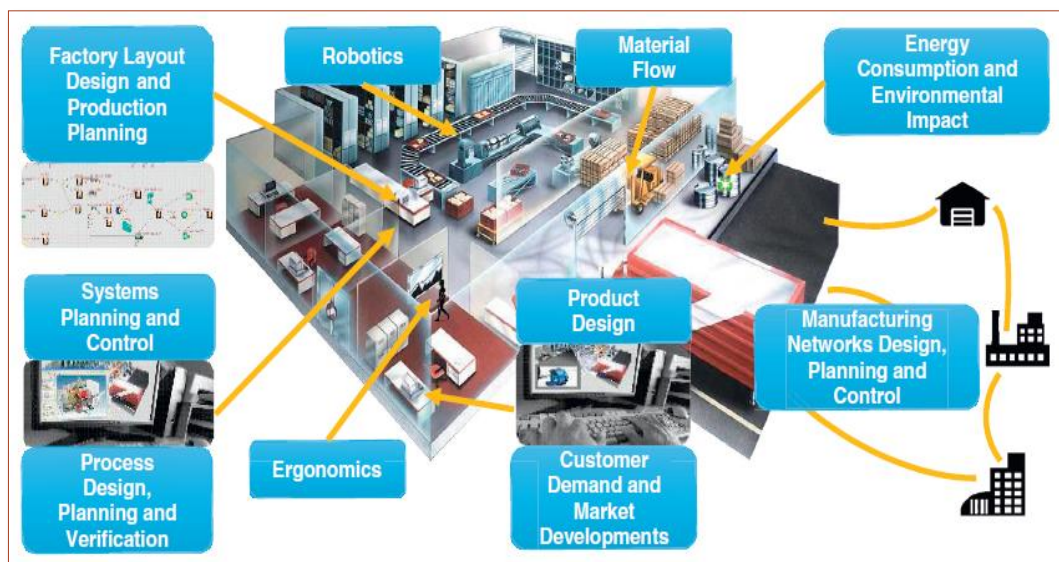 Factory Layout
Design and
Production
Planning
Robotics
Material
Flow
Energy
Consumption and
Environmental
Impact
Systems
Planning and
Control
Product
Design
Manufacturing
Networks Design,
Planning and
Control
Process
Design,
Planning and
Verification
Ergonomics
Customer
Demand and
Market
Developments